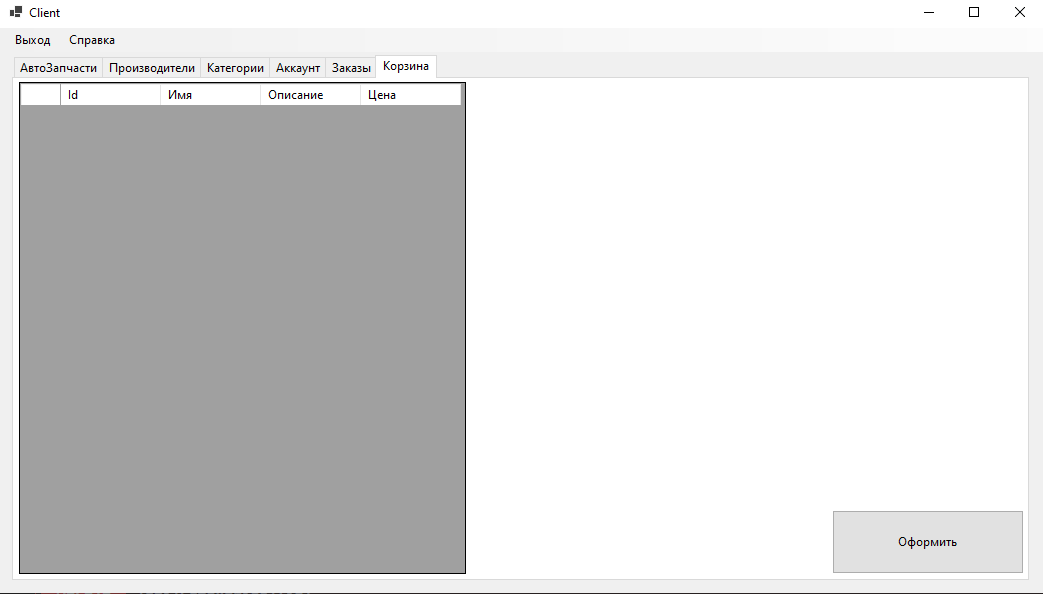 Client
Выход Справка
АвтоЗапчасти Производители Категории Аккаунт Заказы Корзина
Id Имя Описание Цена
Оформить